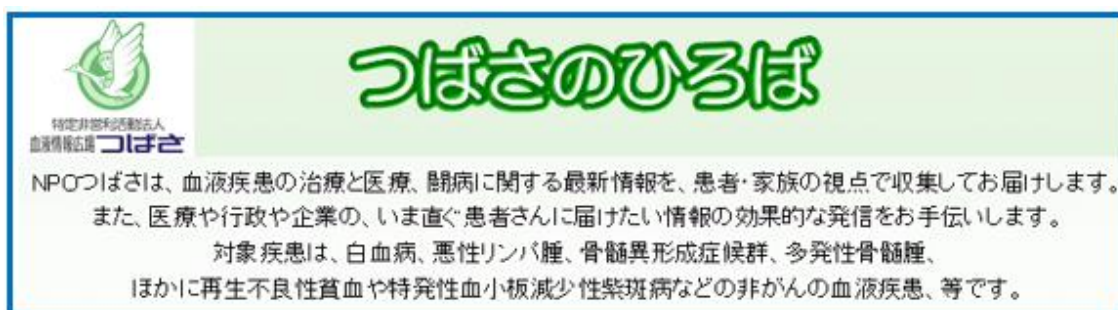 つばさのひろば
特定非営利活動法人
血液情報広場つばさ
NPOつばさは、血液疾患の治療と医療、闘病に関する最新情報を、患者・家族の視点で収集してお届けします。
また、医療や行政や企業の、いま直ぐ患者さんに届けたい情報の効果的な発信をお手伝いします。
対象疾患は、白血病、悪性リンパ腫、骨髄異形成症候群、多発性骨髄腫、
ほかに再生不良性貧血や特発性血小板減少性紫斑病などの非がんの血液疾患、等です。